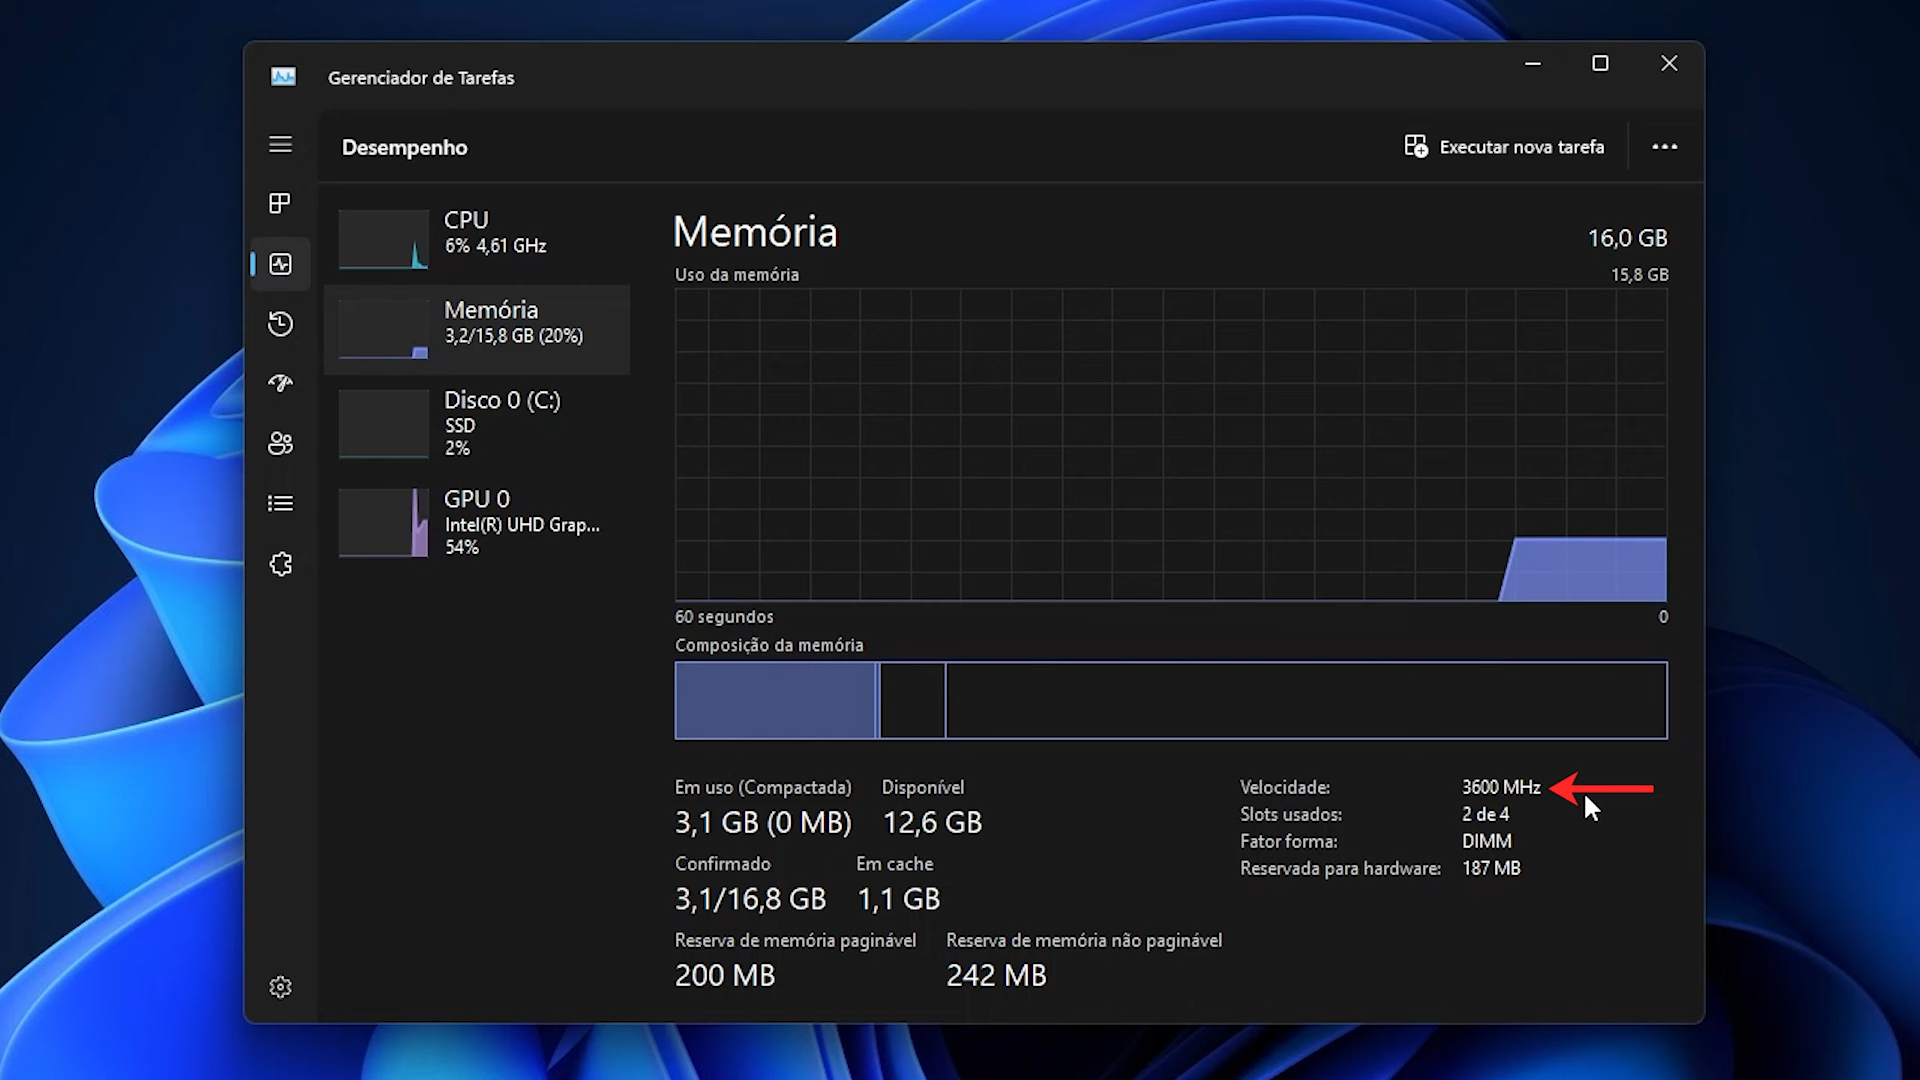 Gerenciador de Tarefas
Desempenho
Executar nova tarefa
CPU
6% 4,61 GHz
Memória
3,2/15,8 GB (20%)
Disco 0 (C:)
SSD
2%
GPU 0
Intel(R) UHD Grap...
54%
Memória
16,0 GB
Uso da memória
15,8 GB
60 segundos
0
Composição da memória
Em uso (Compactada)
Disponível
3,1 GB (0 MB)
12,6 GB
Confirmado
Em cache
3,1/16,8 GB
1,1 GB
Reserva de memória paginável
Reserva de memória não paginável
200 MB
242 MB
Velocidade: 3600 MHz
Slots usados: 2 de 4
Fator forma: DIMM
Reservada para hardware: 187 MB